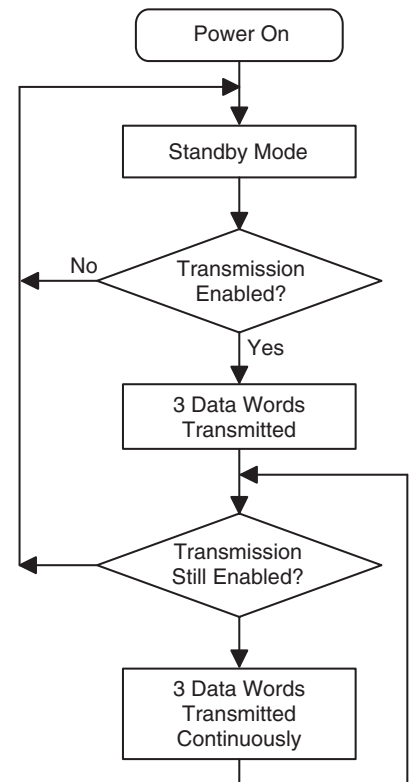 Power On
Standby Mode
No
Transmission
Enabled?
Yes
3 Data Words
Transmitted
Transmission
Still Enabled?
3 Data Words
Transmitted
Continuously